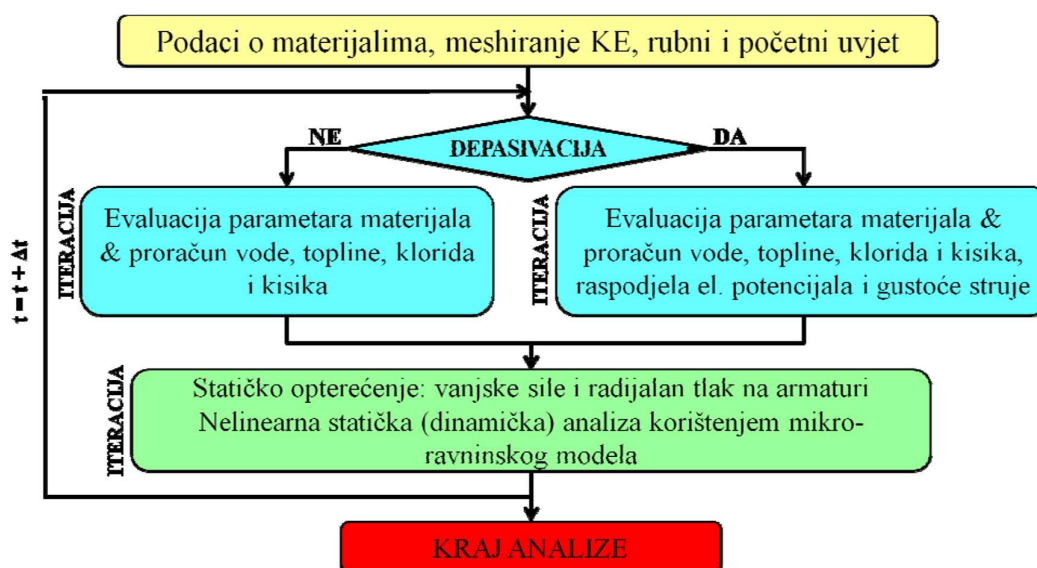 Podaci o materijalima, meshiranje KE, rubni i početni uvjet
NE
DEPASIVACIJA
DA
ITERACIJA
Evaluacija parametara materijala
& proračun vode, topline, klorida
i kisika
ITERACIJA
Evaluacija parametara materijala &
proračun vode, topline, klorida i kisika,
raspodjela el. potencijala i gustoće struje
t = t + Δt
ITERACIJA
Statičko opterećenje: vanjske sile i radijalan tlak na armaturi
Nelinearna statička (dinamička) analiza korištenjem mikro-
ravninskog modela
KRAJ ANALIZE